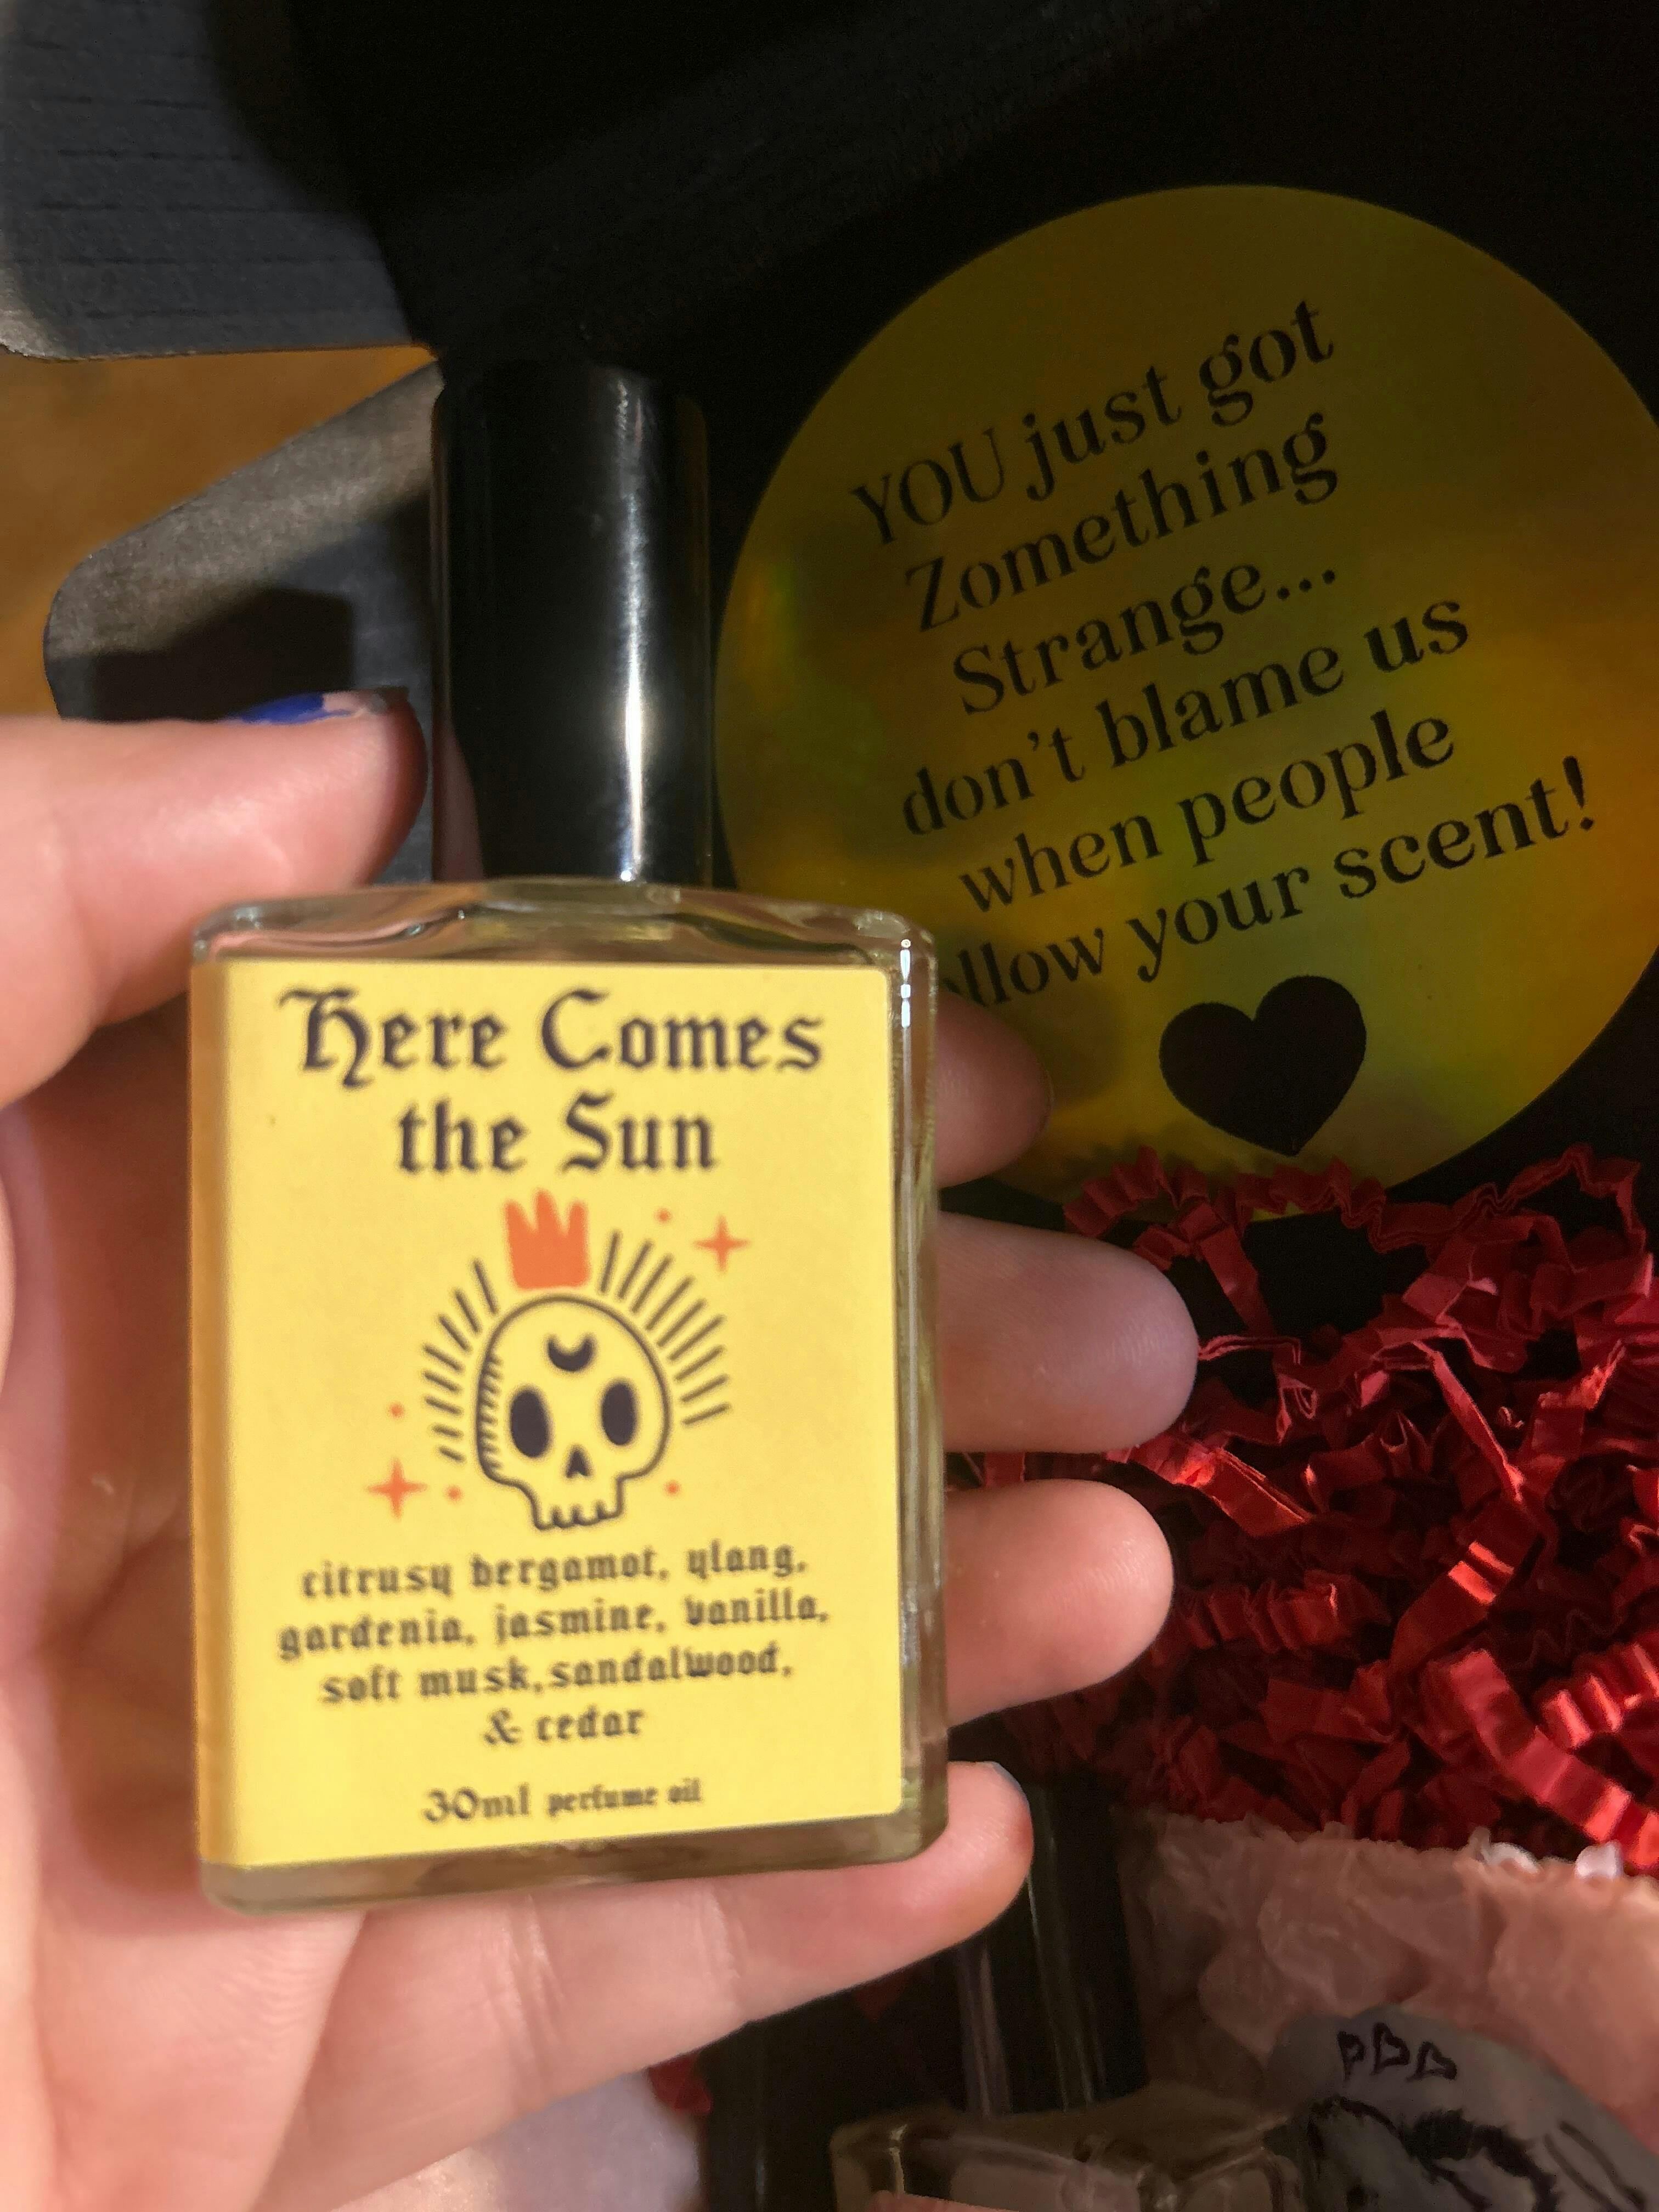 YOU just got
Zomething
Strange...
don't blame us
when people
your scent!
Here Comes
the Sun
citrusy bergamot, ylang,
gardenia, jasmine, vanilla,
soft musk, sandalwood,
& cedar
30ml perfume oil